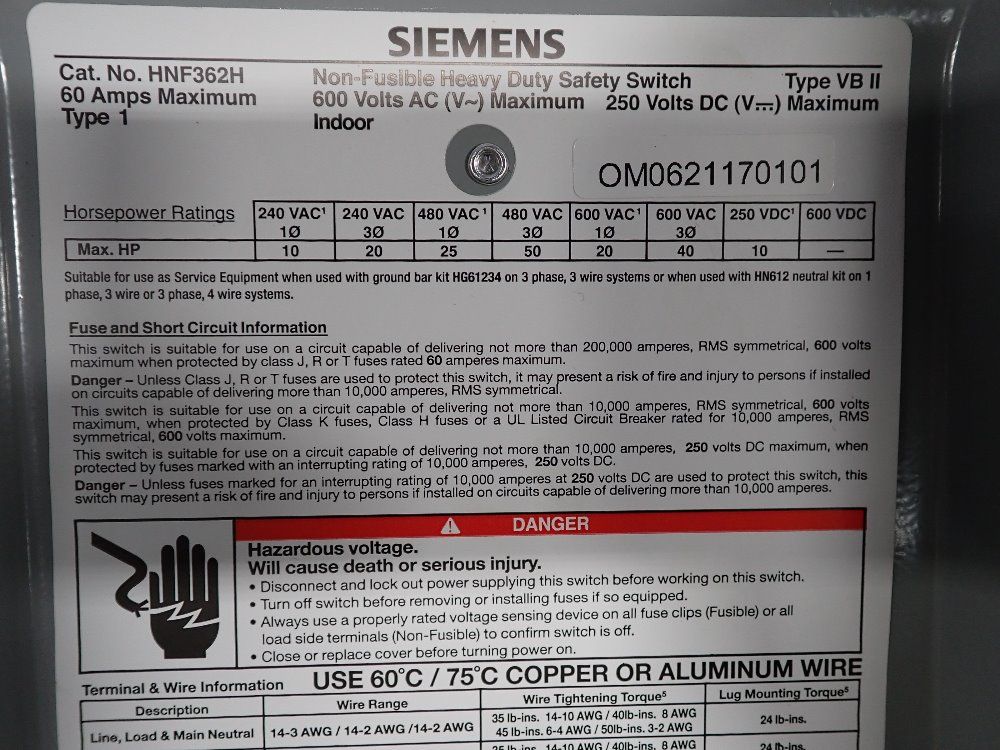 SIEMENS
Cat. No. HNF362H
Non-Fusible Heavy Duty Safety Switch
Type VB II
60 Amps Maximum
600 Volts AC (V~) Maximum
250 Volts DC (V⎓) Maximum
Type 1
Indoor
OM0621170101
Horsepower Ratings 240 VAC¹ 1Ø 240 VAC 3Ø 480 VAC¹ 1Ø 480 VAC 3Ø 600 VAC¹ 1Ø 600 VAC 3Ø 250 VDC¹ 600 VDC
Max. HP 10 20 25 50 20 40 10 —
Suitable for use as Service Equipment when used with ground bar kit HG61234 on 3 phase, 3 wire systems or when used with HN612 neutral kit on 1
phase, 3 wire or 3 phase, 4 wire systems.
Fuse and Short Circuit Information
This switch is suitable for use on a circuit capable of delivering not more than 200,000 amperes, RMS symmetrical, 600 volts
maximum when protected by class J, R or T fuses rated 60 amperes maximum.
Danger – Unless Class J, R or T fuses are used to protect this switch, it may present a risk of fire and injury to persons if installed
on circuits capable of delivering more than 10,000 amperes, RMS symmetrical.
This switch is suitable for use on a circuit capable of delivering not more than 10,000 amperes, RMS symmetrical, 600 volts
maximum, when protected by Class K fuses, Class H fuses or a UL Listed Circuit Breaker rated for 10,000 amperes, RMS
symmetrical, 600 volts maximum.
This switch is suitable for use on a circuit capable of delivering not more than 10,000 amperes, 250 volts DC maximum, when
protected by fuses marked with an interrupting rating of 10,000 amperes, 250 volts DC.
Danger – Unless fuses marked for an interrupting rating of 10,000 amperes at 250 volts DC are used to protect this switch, this
switch may present a risk of fire and injury to persons if installed on circuits capable of delivering more than 10,000 amperes.
DANGER
Hazardous voltage.
Will cause death or serious injury.
• Disconnect and lock out power supplying this switch before working on this switch.
• Turn off switch before removing or installing fuses if so equipped.
• Always use a properly rated voltage sensing device on all fuse clips (Fusible) or all
load side terminals (Non-Fusible) to confirm switch is off.
• Close or replace cover before turning power on.
Terminal & Wire Information
USE 60°C / 75°C COPPER OR ALUMINUM WIRE
Description Wire Range Wire Tightening Torque⁵ Lug Mounting Torque⁵
Line, Load & Main Neutral 14-3 AWG / 14-2 AWG /14-2 AWG 35 lb-ins. 14-10 AWG / 40lb-ins. 8 AWG 24 lb-ins.
45 lb-ins. 6-4 AWG / 50lb-ins. 3-2 AWG
35 lb-ins. 14-10 AWG / 40lb-ins. 8 AWG 24 lb-ins.